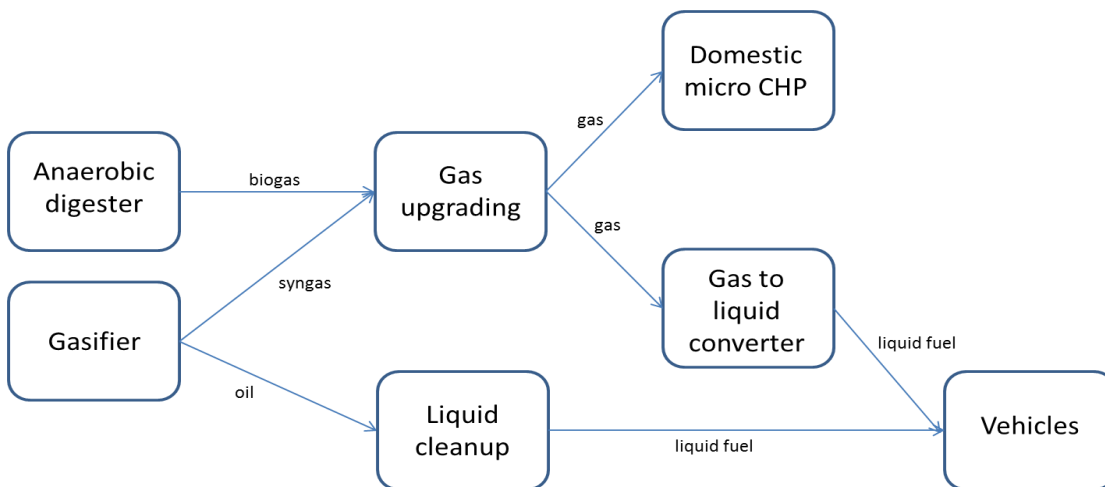 Domestic
micro CHP
gas
Anaerobic
digester
biogas
Gas
upgrading
gas
syngas
Gas to
liquid
converter
Gasifier
liquid fuel
oil
Liquid
cleanup
liquid fuel
Vehicles